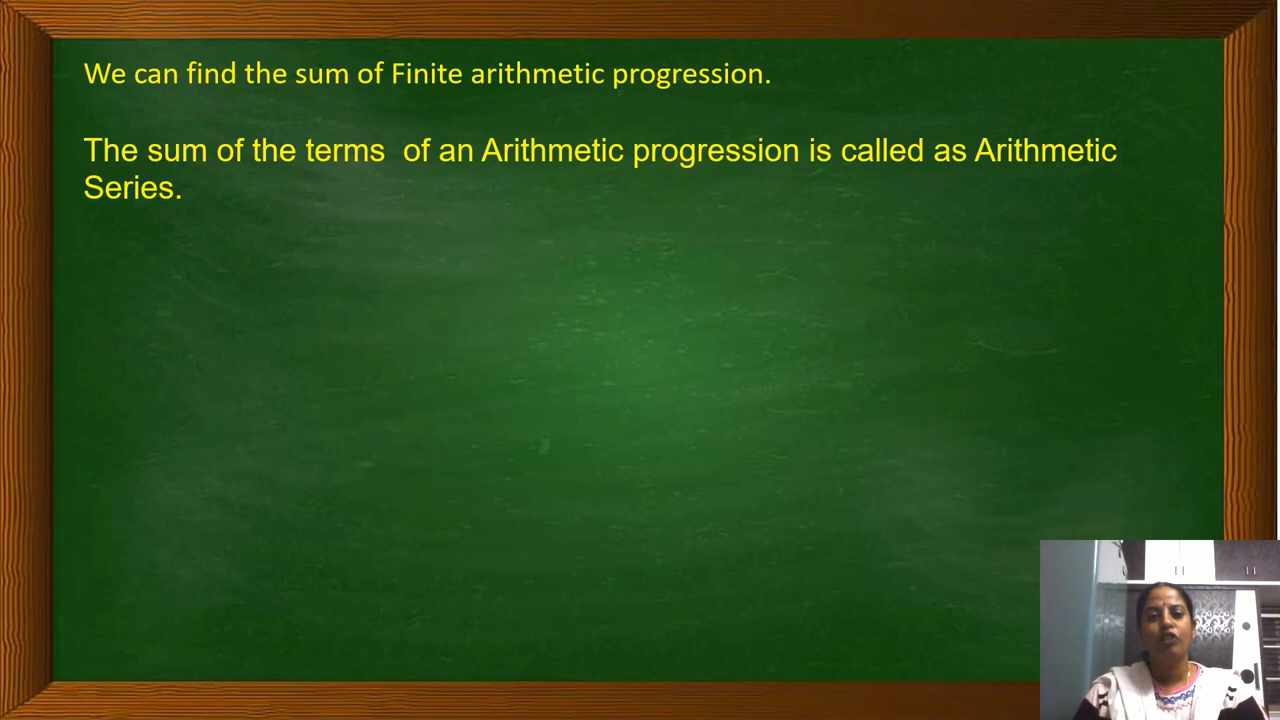 We can find the sum of Finite arithmetic progression.
The sum of the terms  of an Arithmetic progression is called as Arithmetic
Series.